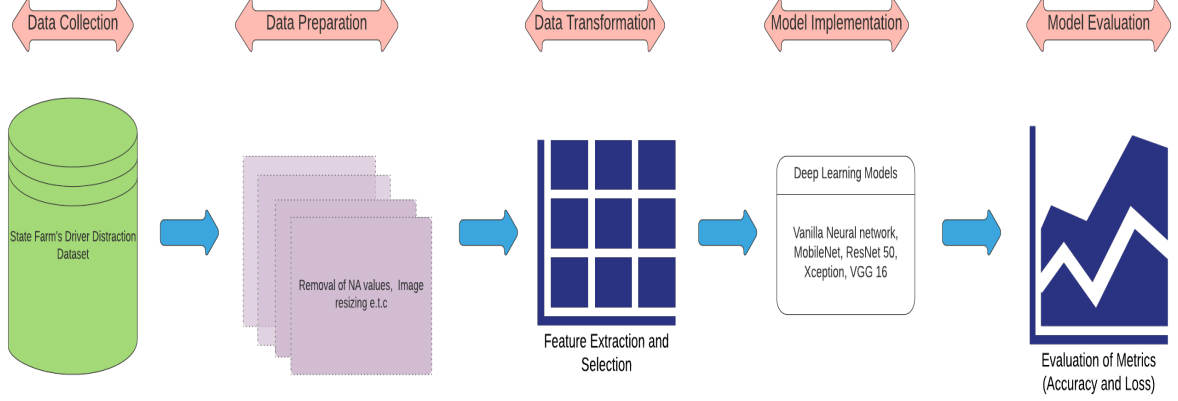 Data Collection
Data Preparation
Data Transformation
Model Implementation
Model Evaluation
State Farm's Driver Distraction
Dataset
Removal of NA values, Image
resizing e.t.c
Feature Extraction and
Selection
Deep Learning Models
Vanilla Neural network,
MobileNet, ResNet 50,
Xception, VGG 16
Evaluation of Metrics
(Accuracy and Loss)